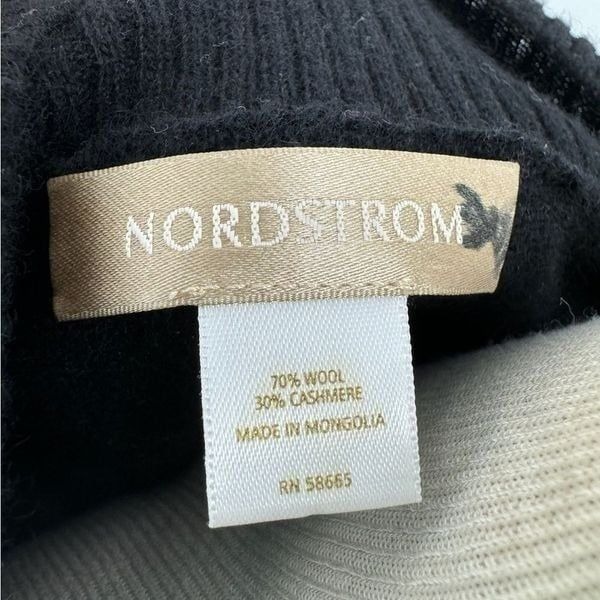 NORDSTROM
70% WOOL
30% CASHMERE
MADE IN MONGOLIA
RN 58665